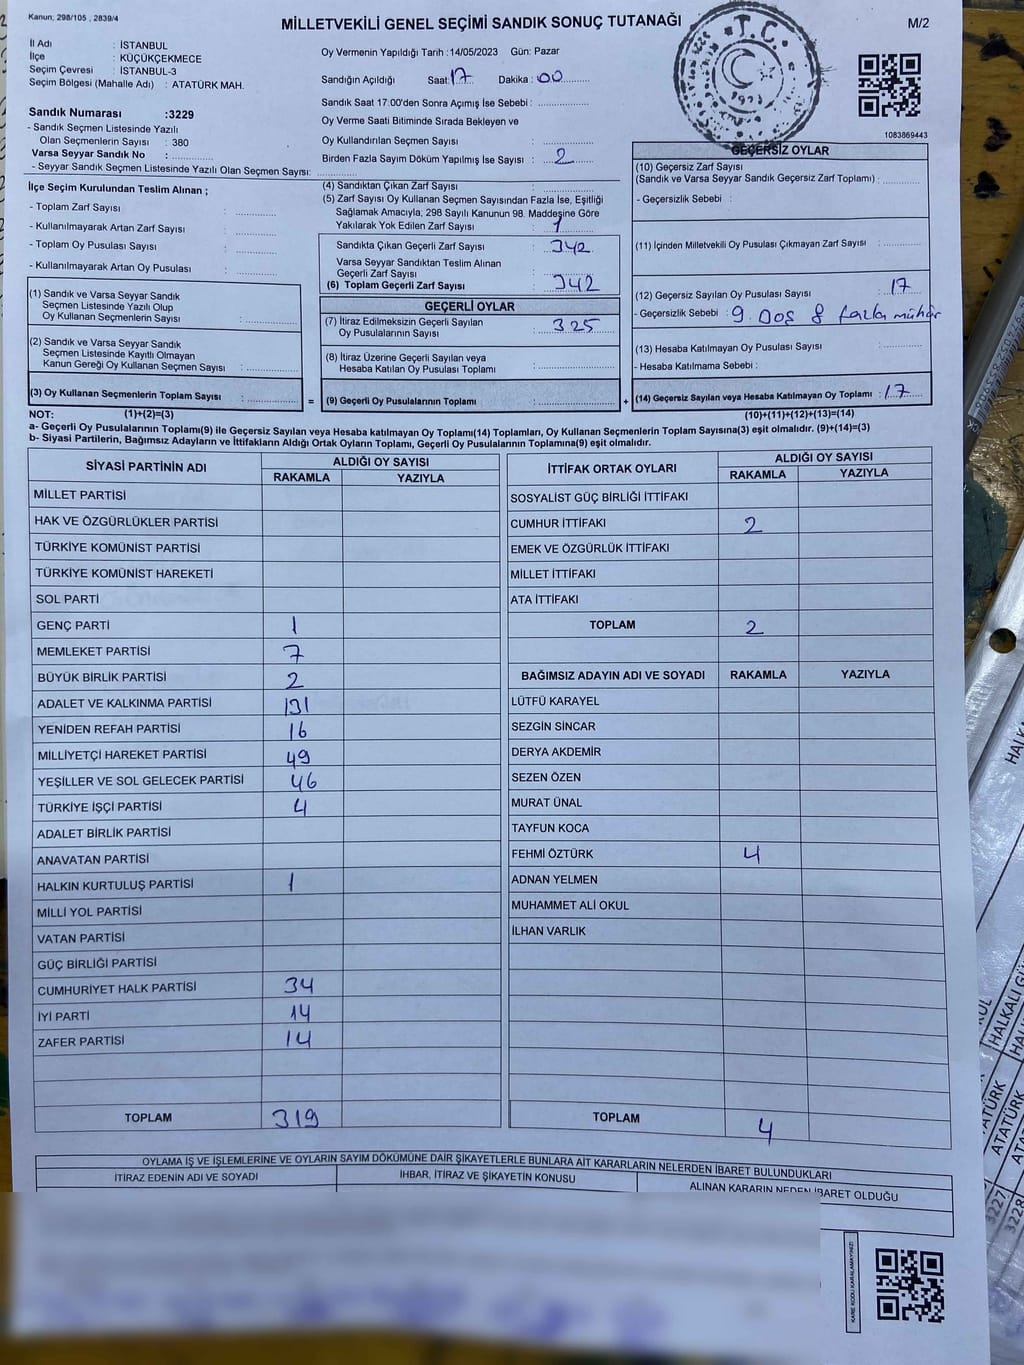 Kanun; 298/105 , 2839/4
MİLLETVEKİLİ GENEL SEÇİMİ SANDIK SONUÇ TUTANAĞI
M/2
İl Adı : İSTANBUL
İlçe : KÜÇÜKÇEKMECE
Seçim Çevresi : İSTANBUL-3
Seçim Bölgesi (Mahalle Adı) : ATATÜRK MAH.
Sandık Numarası :3229
- Sandık Seçmen Listesinde Yazılı
Olan Seçmenlerin Sayısı : 380
Varsa Seyyar Sandık No :
- Seyyar Sandık Seçmen Listesinde Yazılı Olan Seçmen Sayısı:
Oy Vermenin Yapıldığı Tarih :14/05/2023 Gün: Pazar
Sandığın Açıldığı Saat: 17 Dakika : 00
Sandık Saat 17:00'den Sonra Açımış İse Sebebi :
Oy Verme Saati Bitiminde Sırada Bekleyen ve
Oy Kullandırılan Seçmen Sayısı :
Birden Fazla Sayım Döküm Yapılmış İse Sayısı : 2
T.C.
1083869443
İlçe Seçim Kurulundan Teslim Alınan ;
- Toplam Zarf Sayısı :
- Kullanılmayarak Artan Zarf Sayısı :
- Toplam Oy Pusulası Sayısı :
- Kullanılmayarak Artan Oy Pusulası :
(1) Sandık ve Varsa Seyyar Sandık
Seçmen Listesinde Yazılı Olup
Oy Kullanan Seçmenlerin Sayısı :
(2) Sandık ve Varsa Seyyar Sandık
Seçmen Listesinde Kayıtlı Olmayan
Kanun Gereği Oy Kullanan Seçmen Sayısı :
(3) Oy Kullanan Seçmenlerin Toplam Sayısı :
=
(4) Sandıktan Çıkan Zarf Sayısı :
(5) Zarf Sayısı Oy Kullanan Seçmen Sayısından Fazla İse, Eşitliği
Sağlamak Amacıyla, 298 Sayılı Kanunun 98. Maddesine Göre
Yakılarak Yok Edilen Zarf Sayısı : 1
Sandıkta Çıkan Geçerli Zarf Sayısı : 342
Varsa Seyyar Sandıktan Teslim Alınan
Geçerli Zarf Sayısı :
(6) Toplam Geçerli Zarf Sayısı : 342
GEÇERLİ OYLAR
(7) İtiraz Edilmeksizin Geçerli Sayılan : 325
Oy Pusulasının Sayısı
(8) İtiraz Üzerine Geçerli Sayılan veya
Hesaba Katılan Oy Pusulası Toplamı :
(9) Geçerli Oy Pusulalarının Toplamı :
+
GEÇERSİZ OYLAR
(10) Geçersiz Zarf Sayısı
(Sandık ve Varsa Seyyar Sandık Geçersiz Zarf Toplamı) :
- Geçersizlik Sebebi :
(11) İçinden Milletvekili Oy Pusulası Çıkmayan Zarf Sayısı :
(12) Geçersiz Sayılan Oy Pusulası Sayısı : 17
- Geçersizlik Sebebi : 9. Boş 8 fazla mühür
(13) Hesaba Katılmayan Oy Pusulası Sayısı :
- Hesaba Katılmama Sebebi :
(14) Geçersiz Sayılan veya Hesaba Katılmayan Oy Toplamı : 17
NOT: (1)+(2)=(3) (10)+(11)+(12)+(13)=(14)
a- Geçerli Oy Pusulalarının Toplamı(9) ile Geçersiz Sayılan veya Hesaba katılmayan Oy Toplamı(14) Toplamları, Oy Kullanan Seçmenlerin Toplam Sayısına(3) eşit olmalıdır. (9)+(14)=(3)
b- Siyasi Partilerin, Bağımsız Adayların ve İttifakların Aldığı Ortak Oyların Toplamı, Geçerli Oy Pusulalarının Toplamına(9) eşit olmalıdır.
SİYASİ PARTİNİN ADI ALDIĞI OY SAYISI
RAKAMLA YAZIYLA
MİLLET PARTİSİ
HAK VE ÖZGÜRLÜKLER PARTİSİ
TÜRKİYE KOMÜNİST PARTİSİ
TÜRKİYE KOMÜNİST HAREKETİ
SOL PARTİ
GENÇ PARTİ 1
MEMLEKET PARTİSİ 7
BÜYÜK BİRLİK PARTİSİ 2
ADALET VE KALKINMA PARTİSİ 131
YENİDEN REFAH PARTİSİ 16
MİLLİYETÇİ HAREKET PARTİSİ 49
YEŞİLLER VE SOL GELECEK PARTİSİ 46
TÜRKİYE İŞÇİ PARTİSİ 4
ADALET BİRLİK PARTİSİ
ANAVATAN PARTİSİ
HALKIN KURTULUŞ PARTİSİ 1
MİLLİ YOL PARTİSİ
VATAN PARTİSİ
GÜÇ BİRLİĞİ PARTİSİ
CUMHURİYET HALK PARTİSİ 34
İYİ PARTİ 14
ZAFER PARTİSİ 14
TOPLAM 319
İTTİFAK ORTAK OYLARI ALDIĞI OY SAYISI
RAKAMLA YAZIYLA
SOSYALİST GÜÇ BİRLİĞİ İTTİFAKI
CUMHUR İTTİFAKI 2
EMEK VE ÖZGÜRLÜK İTTİFAKI
MİLLET İTTİFAKI
ATA İTTİFAKI
TOPLAM 2
BAĞIMSIZ ADAYIN ADI VE SOYADI RAKAMLA YAZIYLA
LÜTFÜ KARAYEL
SEZGİN SİNCAR
DERYA AKDEMİR
SEZEN ÖZEN
MURAT ÜNAL
TAYFUN KOCA
FEHMİ ÖZTÜRK 4
ADNAN YELMEN
MUHAMMET ALİ OKUL
İLHAN VARLIK
TOPLAM 4
OYLAMA İŞ VE İŞLEMLERİNE VE OYLARIN SAYIM DÖKÜMÜNE DAİR ŞİKAYETLERLE BUNLARA AİT KARARLARIN NELERDEN İBARET BULUNDUKLARI
İTİRAZ EDENİN ADI VE SOYADI İHBAR, İTİRAZ VE ŞİKAYETİN KONUSU ALINAN KARARIN NEDEN İBARET OLDUĞU
KARE KODU KARALAMAYINIZ!
HALKALI
ATATÜRK
ATATÜRK
3227
3228